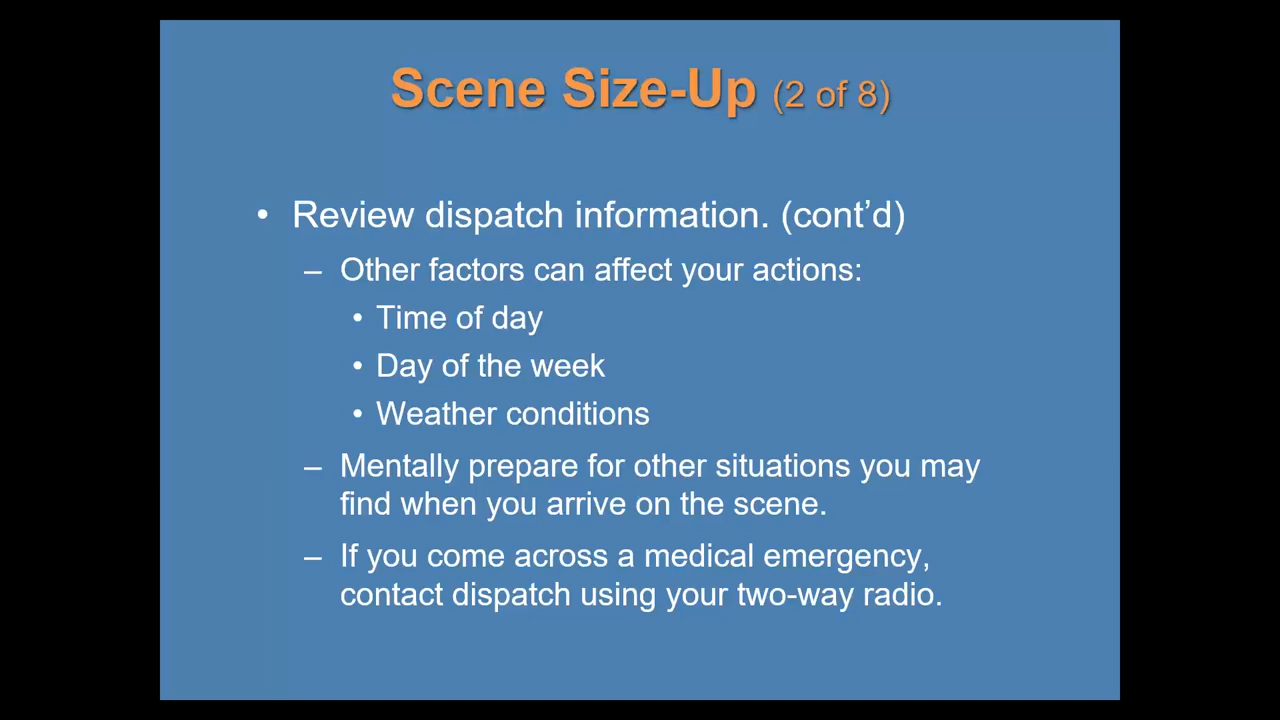 Scene Size-Up (2 of 8)
• Review dispatch information. (cont’d)
– Other factors can affect your actions:
• Time of day
• Day of the week
• Weather conditions
– Mentally prepare for other situations you may
find when you arrive on the scene.
– If you come across a medical emergency,
contact dispatch using your two-way radio.